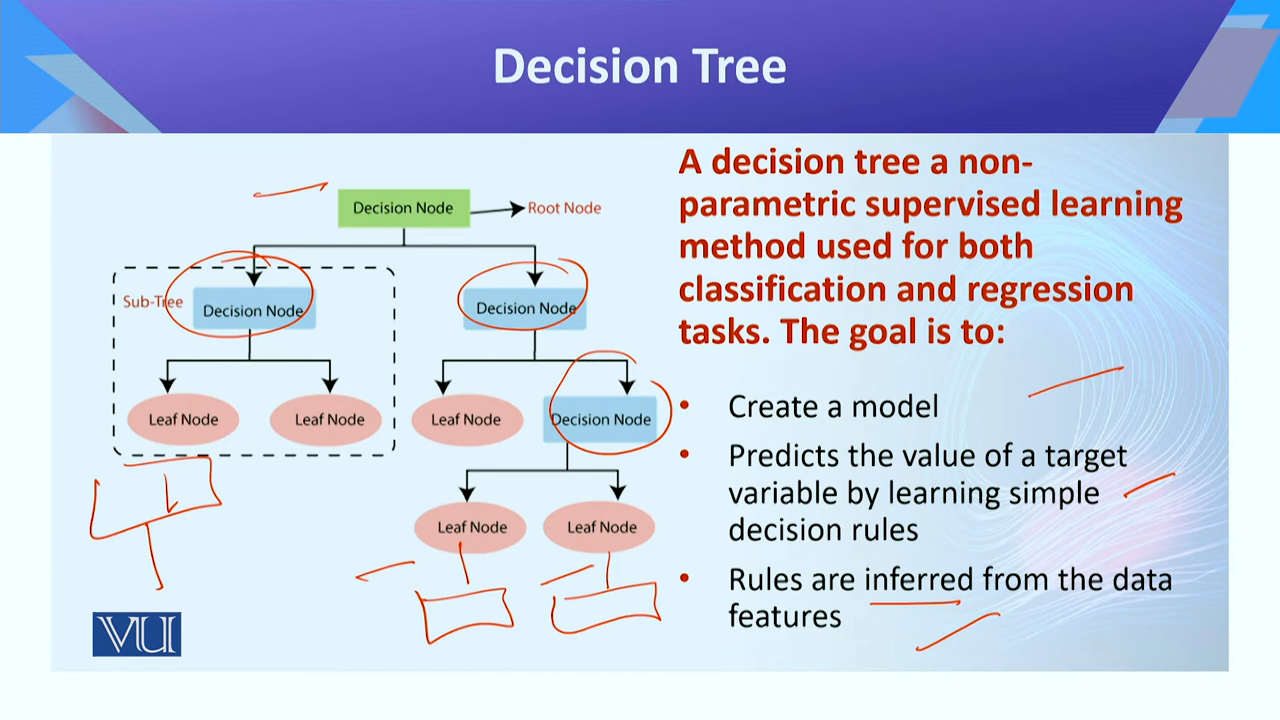 Decision Tree
Decision Node
Root Node
Sub-Tree
Decision Node
Decision Node
Leaf Node
Leaf Node
Leaf Node
Decision Node
Leaf Node
Leaf Node
VU
A decision tree a non-
parametric supervised learning
method used for both
classification and regression
tasks. The goal is to:
• Create a model
• Predicts the value of a target
variable by learning simple
decision rules
• Rules are inferred from the data
features